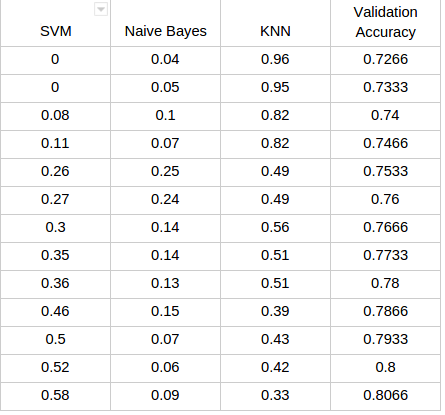 SVM Naive Bayes KNN Validation Accuracy
0 0.04 0.96 0.7266
0 0.05 0.95 0.7333
0.08 0.1 0.82 0.74
0.11 0.07 0.82 0.7466
0.26 0.25 0.49 0.7533
0.27 0.24 0.49 0.76
0.3 0.14 0.56 0.7666
0.35 0.14 0.51 0.7733
0.36 0.13 0.51 0.78
0.46 0.15 0.39 0.7866
0.5 0.07 0.43 0.7933
0.52 0.06 0.42 0.8
0.58 0.09 0.33 0.8066